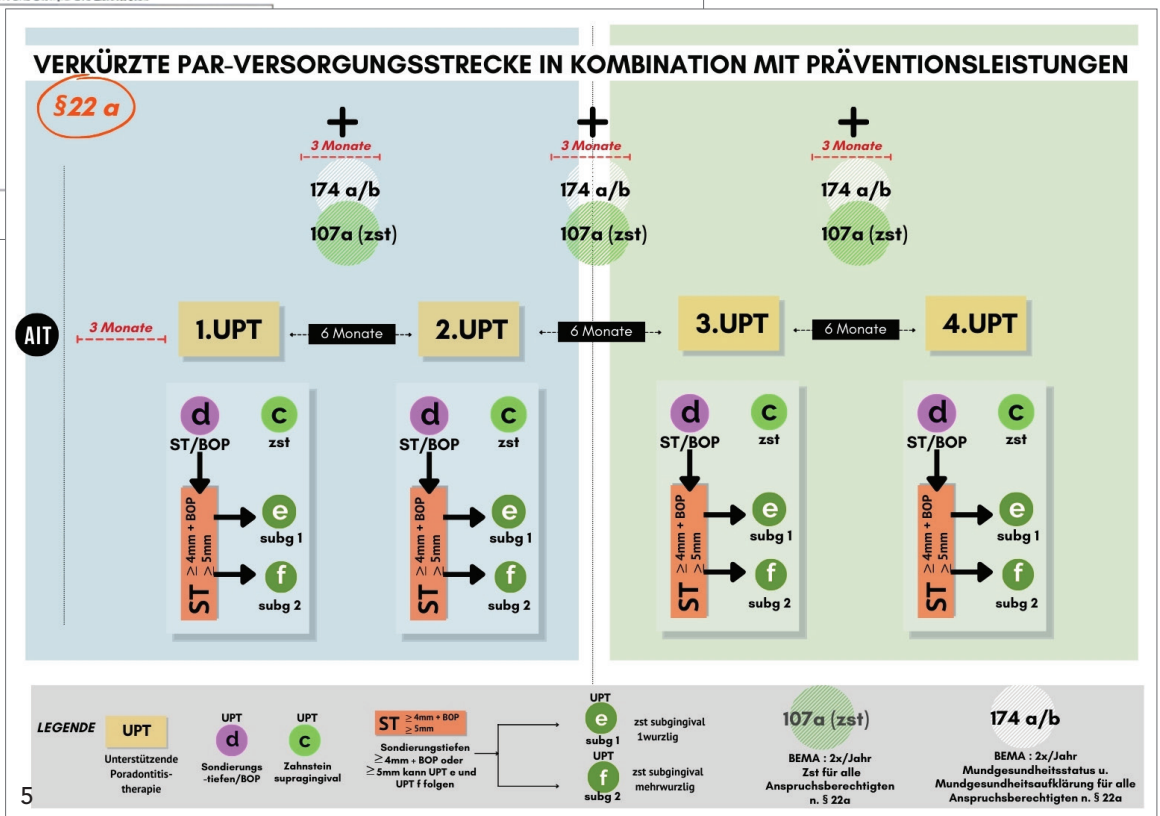 VERKÜRZTE PAR-VERSORGUNGSSTRECKE IN KOMBINATION MIT PRÄVENTIONSLEISTUNGEN
§22 a
+
3 Monate
174 a/b
107a (zst)
+
3 Monate
174 a/b
107a (zst)
+
3 Monate
174 a/b
107a (zst)
AIT
3 Monate
1.UPT
6 Monate
2.UPT
6 Monate
3.UPT
6 Monate
4.UPT
d
ST/BOP
c
zst
ST
≥ 4mm + BOP
≥ 5mm
e
subg 1
f
subg 2
d
ST/BOP
c
zst
ST
≥ 4mm + BOP
≥ 5mm
e
subg 1
f
subg 2
d
ST/BOP
c
zst
ST
≥ 4mm + BOP
≥ 5mm
e
subg 1
f
subg 2
d
ST/BOP
c
zst
ST
≥ 4mm + BOP
≥ 5mm
e
subg 1
f
subg 2
LEGENDE
UPT
Unterstützende
Poradontitis-
therapie
UPT
d
Sondierungs
-tiefen/BOP
UPT
c
Zahnstein
supragingival
ST ≥ 4mm + BOP
≥ 5mm
Sondierungstiefen
≥ 4mm + BOP oder
≥ 5mm kann UPT e und
UPT f folgen
UPT
e
subg 1
zst subgingival
1wurzlig
UPT
f
subg 2
zst subgingival
mehrwurzlig
107a (zst)
BEMA : 2x/Jahr
Zst für alle
Anspruchsberechtigten
n. § 22a
174 a/b
BEMA : 2x/Jahr
Mundgesundheitsstatus u.
Mundgesundheitsaufklärung für alle
Anspruchsberechtigten n. § 22a
5